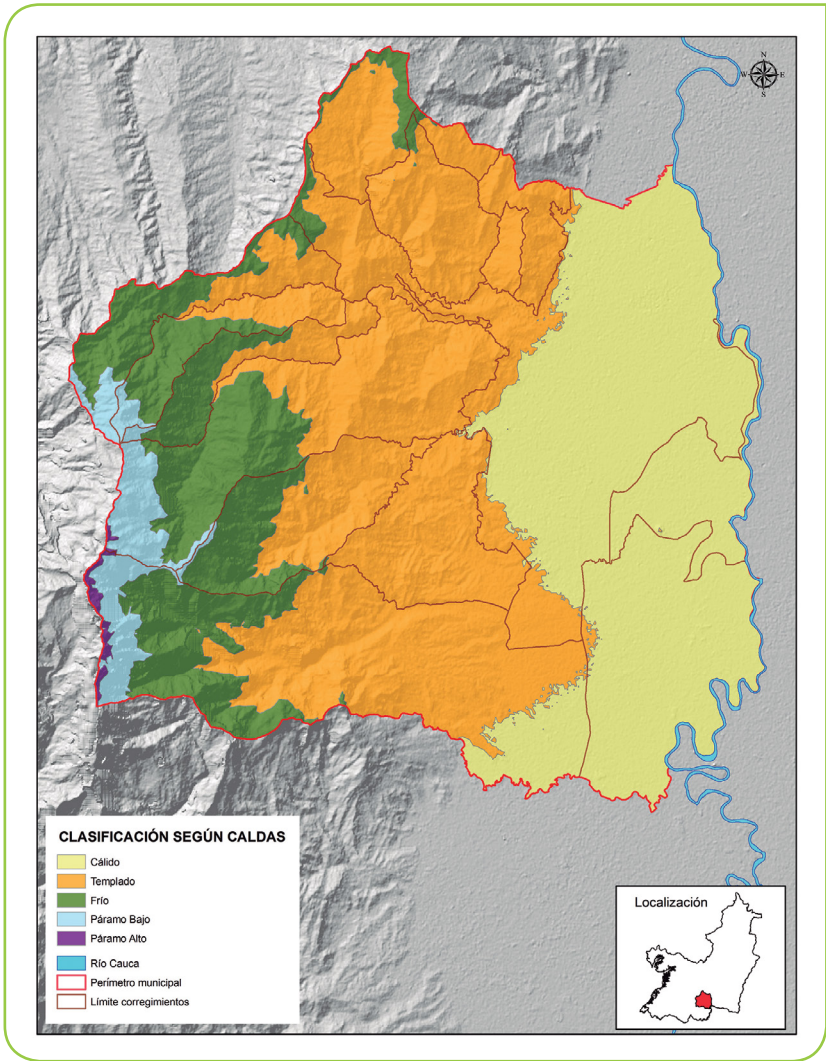 N
W E
S
CLASIFICACIÓN SEGÚN CALDAS
Cálido
Templado
Frío
Páramo Bajo
Páramo Alto
Río Cauca
Perímetro municipal
Límite corregimientos
Localización